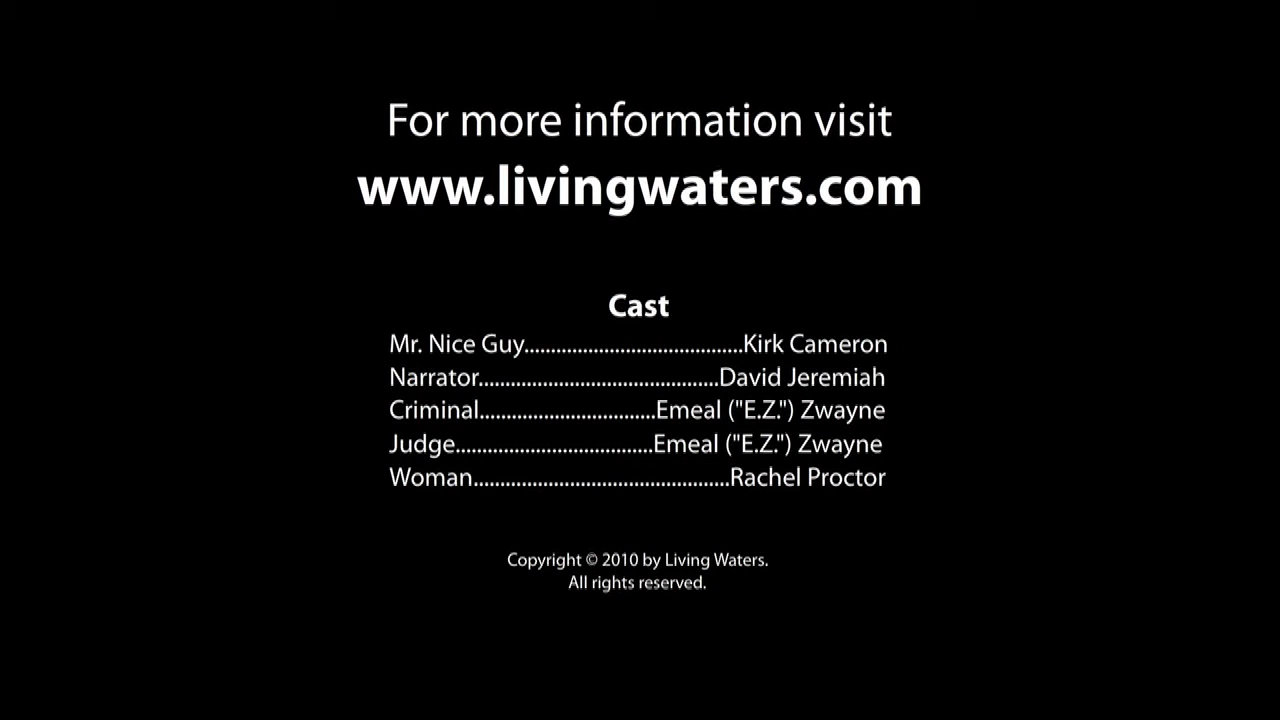 For more information visit
www.livingwaters.com
Cast
Mr. Nice Guy.........................................Kirk Cameron
Narrator.............................................David Jeremiah
Criminal.................................Emeal ("E.Z.") Zwayne
Judge.....................................Emeal ("E.Z.") Zwayne
Woman................................................Rachel Proctor
Copyright © 2010 by Living Waters.
All rights reserved.